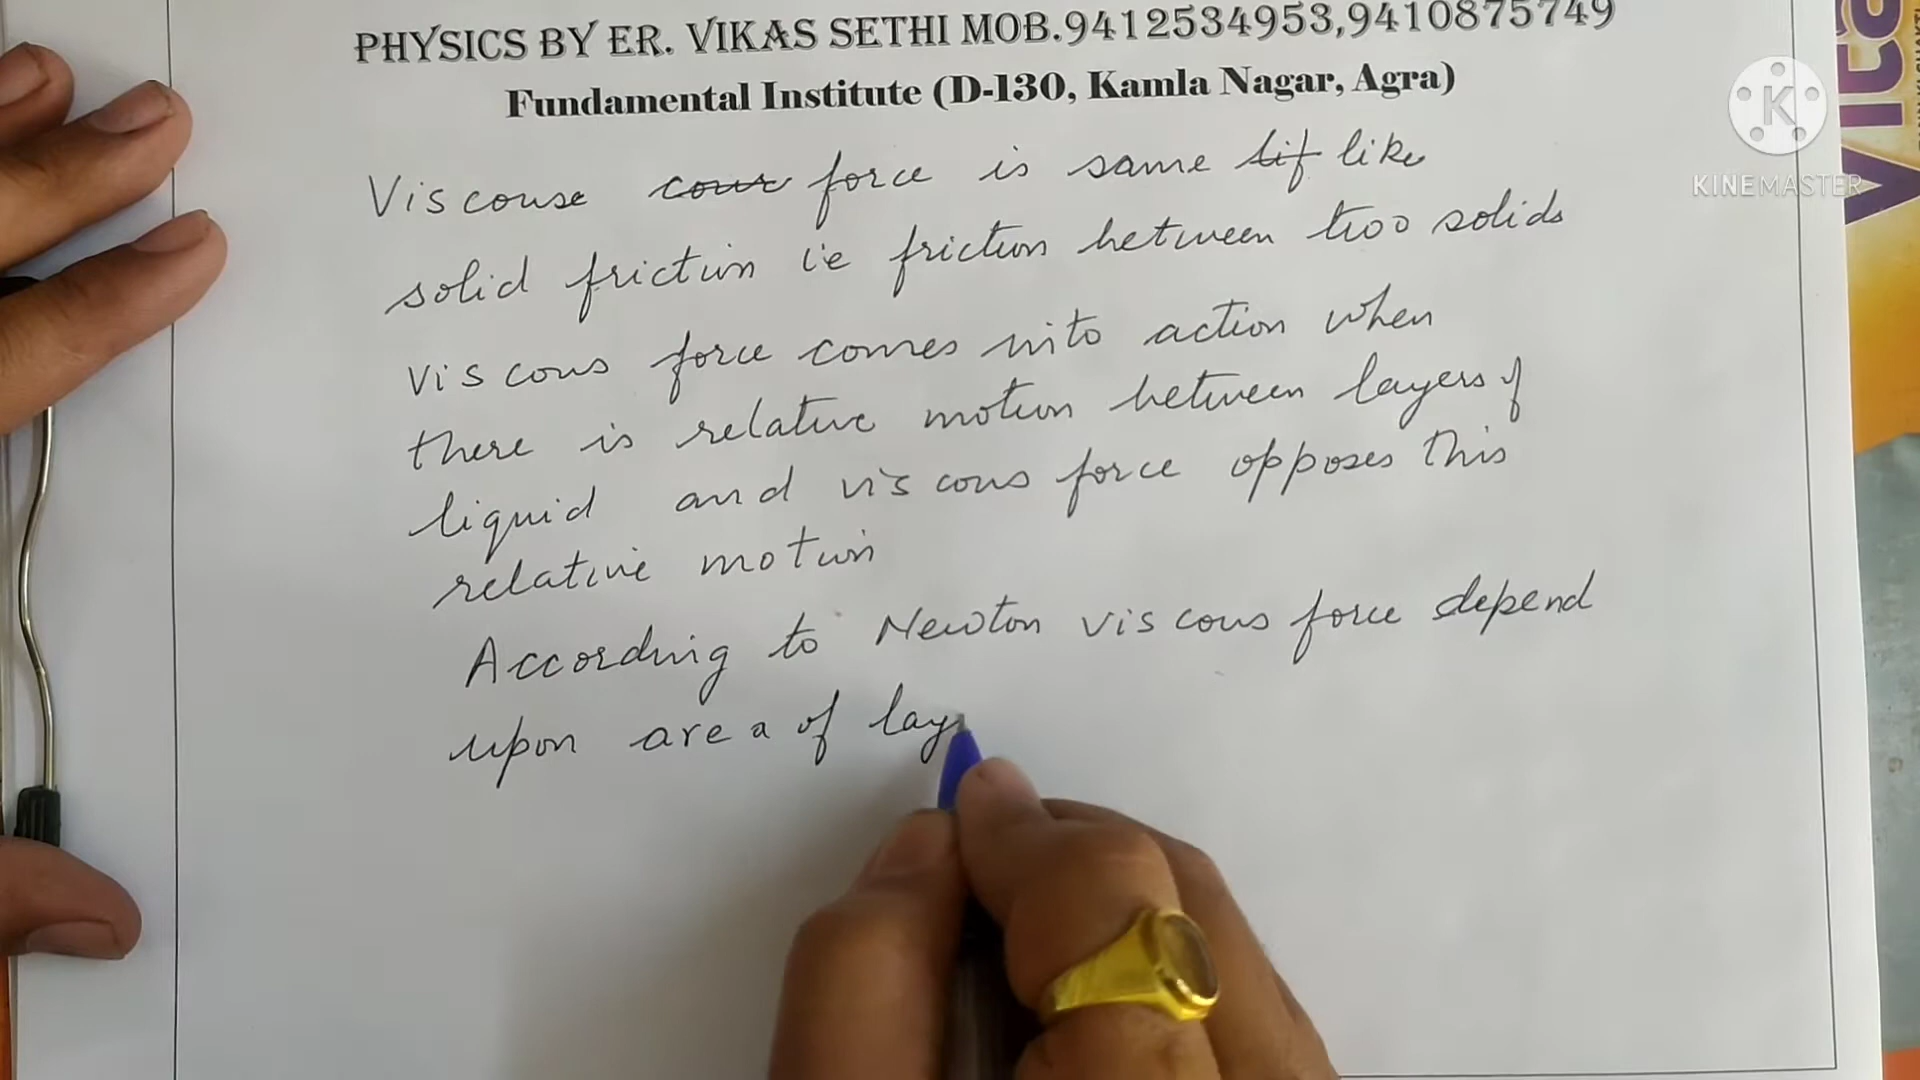 PHYSICS BY ER. VIKAS SETHI MOB.9412534953,9410875749
Fundamental Institute (D-130, Kamla Nagar, Agra)
Viscouse cour force is same lif like
solid friction i.e friction between two solids
viscous force comes into action when
there is relative motion between layers of
liquid and viscous force opposes this
relative motion
According to Newton viscous force depend
upon area of lay
KINEMASTER